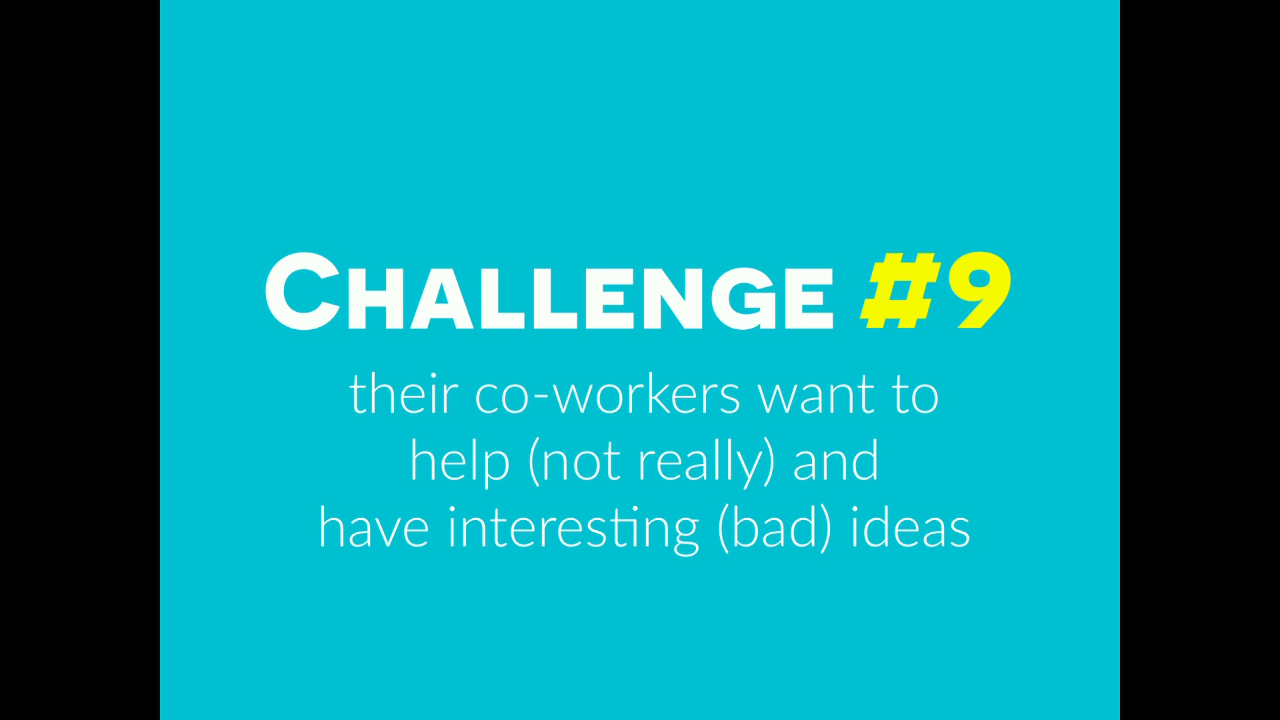 Challenge #9
their co-workers want to
help (not really) and
have interesting (bad) ideas